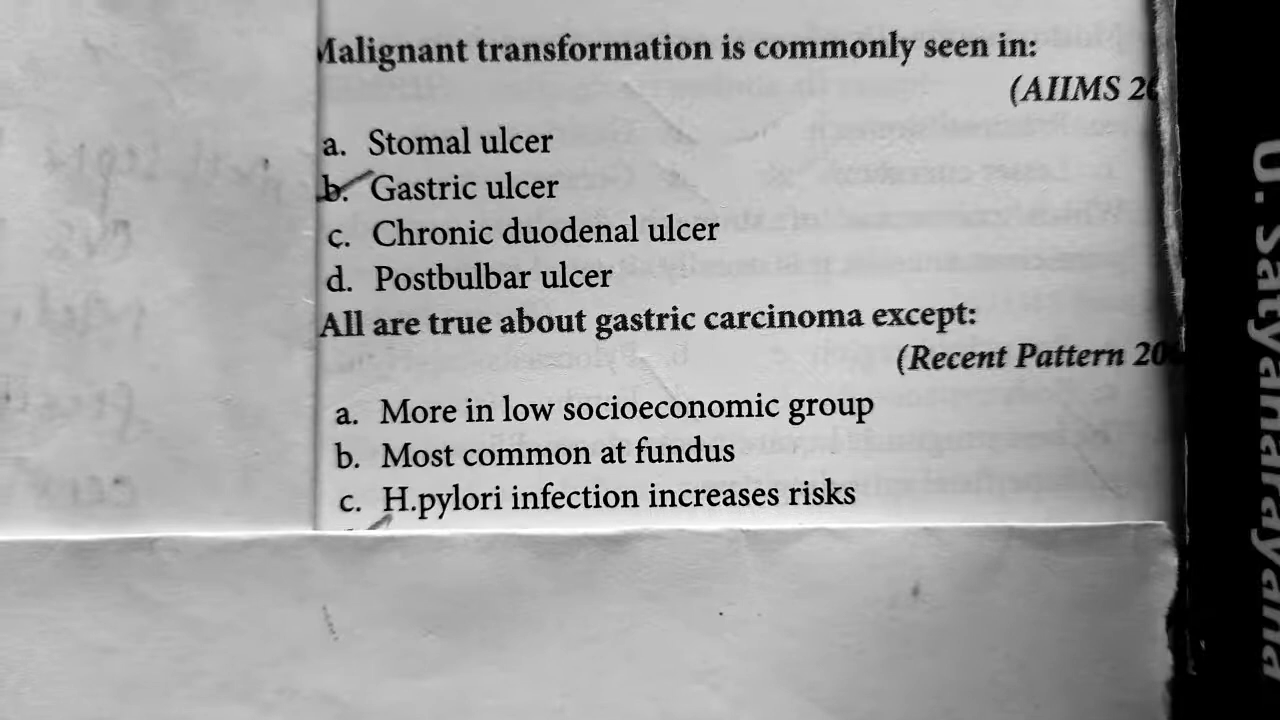 Malignant transformation is commonly seen in:
(AIIMS 20
a. Stomal ulcer
b. Gastric ulcer
c. Chronic duodenal ulcer
d. Postbulbar ulcer
All are true about gastric carcinoma except:
(Recent Pattern 20
a. More in low socioeconomic group
b. Most common at fundus
c. H.pylori infection increases risks
U. Satyanarayana